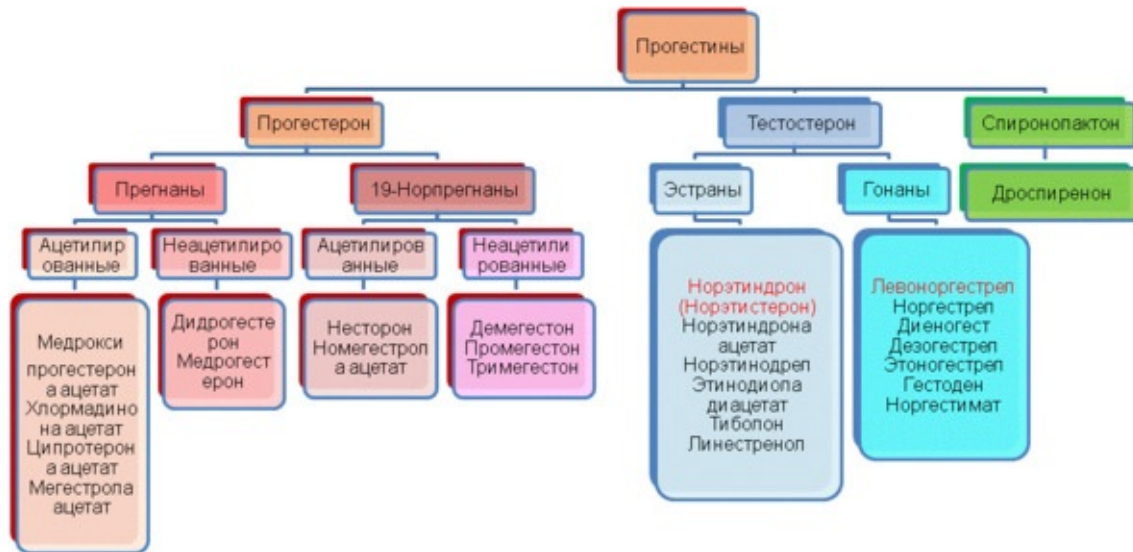 Прогестины
Прогестерон
Тестостерон
Спиронолактон
Прегнаны
19-Норпрегнаны
Эстраны
Гонаны
Дроспиренон
Ацетилир
ованные
Неацетилиро
ванные
Ацетилиров
анные
Неацетили
рованные
Медрокси
прогестерон
а ацетат
Хлормадино
на ацетат
Ципротерон
а ацетат
Мегестрола
ацетат
Дидрогесте
рон
Медрогест
ерон
Несторон
Номегестрол
а ацетат
Демегестон
Промегестон
Тримегестон
Норэтиндрон
(Норэтистерон)
Норэтиндрона
ацетат
Норэтинодрел
Этинодиола
диацетат
Тиболон
Линестренол
Левоноргестрел
Норгестрел
Диеногест
Дезогестрел
Этоногестрел
Гестоден
Норгестимат